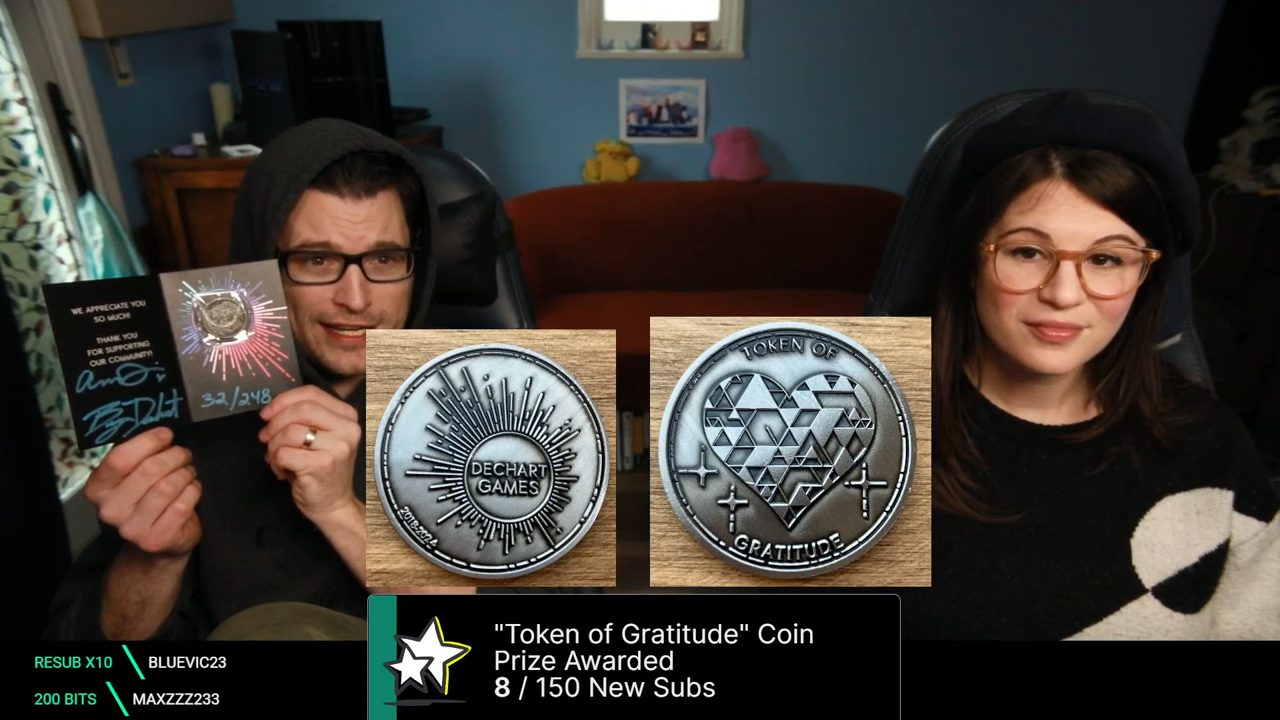 WE APPRECIATE YOU
SO MUCH!
THANK YOU
FOR SUPPORTING
OUR COMMUNITY!
32/248
DECHART
GAMES
2018-2024
TOKEN OF
GRATITUDE
"Token of Gratitude" Coin
Prize Awarded
8 / 150 New Subs
RESUB X10 \ BLUEVIC23
200 BITS \ MAXZZZ233